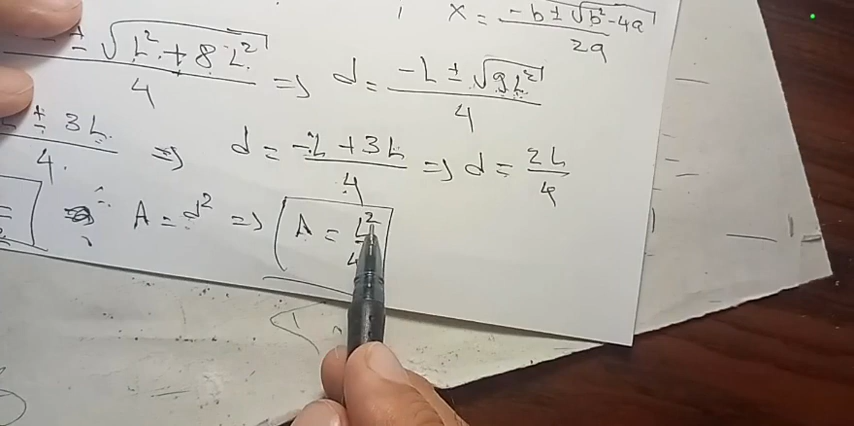 x = (-b ± √(b² - 4a)) / 2a
± √(L² + 8L²) / 4 => d = (-L ± √(9L²)) / 4
± 3L / 4. => d = (-L + 3L) / 4 => d = 2L / 4
A = d² => A = L² / 4